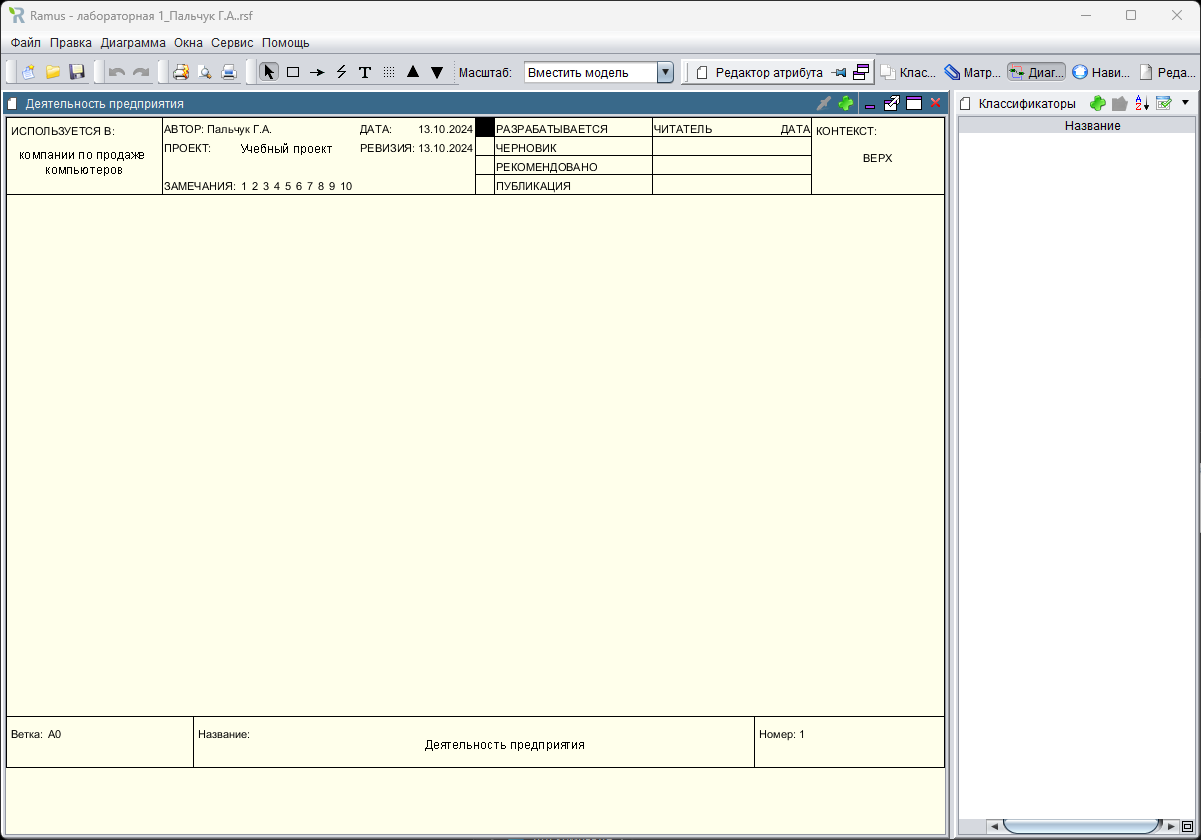 Ramus - лабораторная 1_Пальчук Г.А..rsf
Файл Правка Диаграмма Окна Сервис Помощь
Масштаб: Вместить модель Редактор атрибута Клас... Матр... Диаг... Нави... Реда...
Деятельность предприятия
Классификаторы
Название
ИСПОЛЬЗУЕТСЯ В:
компании по продаже
компьютеров
АВТОР: Пальчук Г.А. ДАТА: 13.10.2024
ПРОЕКТ: Учебный проект РЕВИЗИЯ: 13.10.2024
ЗАМЕЧАНИЯ: 1 2 3 4 5 6 7 8 9 10
РАЗРАБАТЫВАЕТСЯ
ЧЕРНОВИК
РЕКОМЕНДОВАНО
ПУБЛИКАЦИЯ
ЧИТАТЕЛЬ ДАТА
КОНТЕКСТ:
ВЕРХ
Ветка: A0
Название:
Деятельность предприятия
Номер: 1